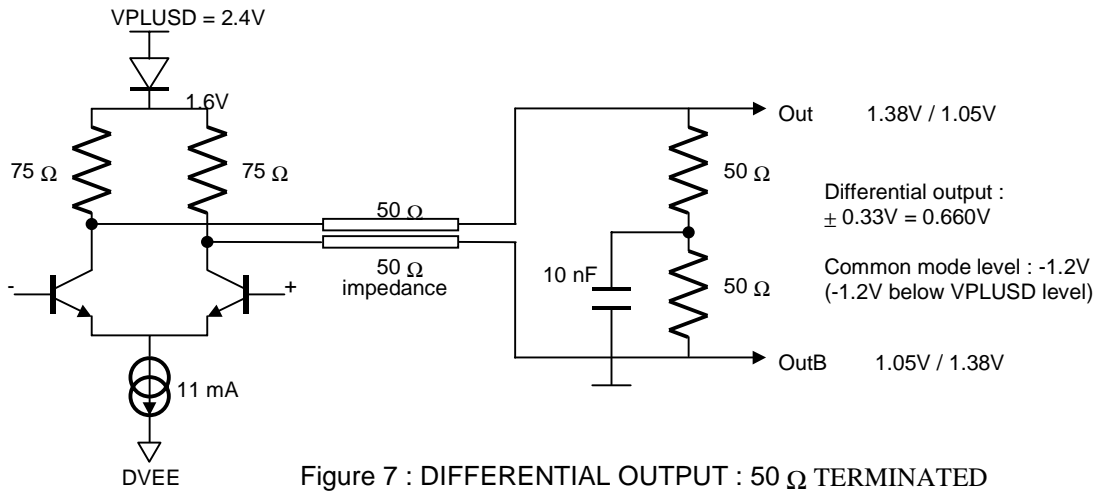 VPLUSD = 2.4V
1.6V
75 Ω
75 Ω
50 Ω
50 Ω
impedance
Out 1.38V / 1.05V
50 Ω
Differential output :
± 0.33V = 0.660V
10 nF
50 Ω
Common mode level : -1.2V
(-1.2V below VPLUSD level)
-
+
OutB 1.05V / 1.38V
11 mA
DVEE
Figure 7 : DIFFERENTIAL OUTPUT : 50 Ω TERMINATED